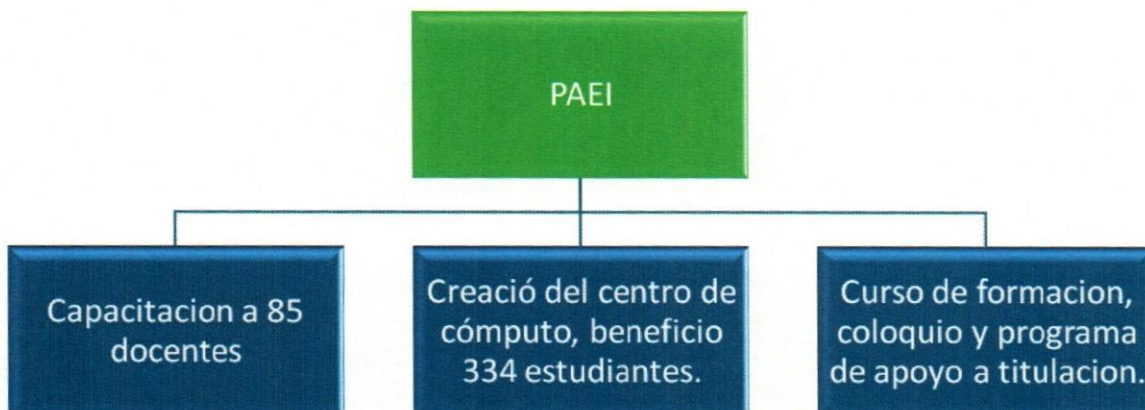 PAEI
Capacitacion a 85
docentes
Creació del centro de
cómputo, beneficio
334 estudiantes.
Curso de formacion,
coloquio y programa
de apoyo a titulacion.